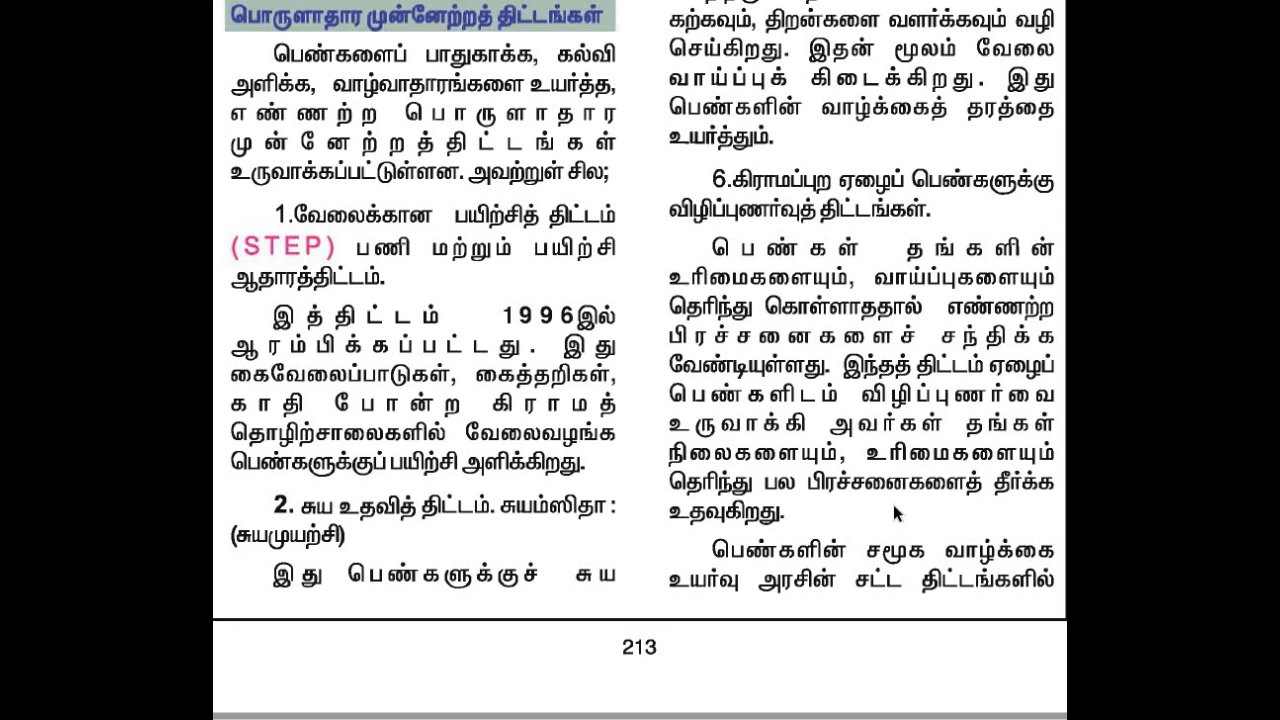 பொருளாதார முன்னேற்றத் திட்டங்கள்
பெண்களைப் பாதுகாக்க, கல்வி
அளிக்க, வாழ்வாதாரங்களை உயர்த்த,
எண்ணற்ற பொருளாதார
முன்னேற்றத்திட்டங்கள்
உருவாக்கப்பட்டுள்ளன. அவற்றுள் சில;
1.வேலைக்கான பயிற்சித் திட்டம்
(STEP) பணி மற்றும் பயிற்சி
ஆதாரத்திட்டம்.
இத்திட்டம் 1996இல்
ஆரம்பிக்கப்பட்டது. இது
கைவேலைப்பாடுகள், கைத்தறிகள்,
காதி போன்ற கிராமத்
தொழிற்சாலைகளில் வேலைவழங்க
பெண்களுக்குப் பயிற்சி அளிக்கிறது.
2. சுய உதவித் திட்டம். சுயம்ஸிதா :
(சுயமுயற்சி)
இது பெண்களுக்குச் சுய
கற்கவும், திறன்களை வளர்க்கவும் வழி
செய்கிறது. இதன் மூலம் வேலை
வாய்ப்புக் கிடைக்கிறது. இது
பெண்களின் வாழ்க்கைத் தரத்தை
உயர்த்தும்.
6.கிராமப்புற ஏழைப் பெண்களுக்கு
விழிப்புணர்வுத் திட்டங்கள்.
பெண்கள் தங்களின்
உரிமைகளையும், வாய்ப்புகளையும்
தெரிந்து கொள்ளாததால் எண்ணற்ற
பிரச்சனைகளைச் சந்திக்க
வேண்டியுள்ளது. இந்தத் திட்டம் ஏழைப்
பெண்களிடம் விழிப்புணர்வை
உருவாக்கி அவர்கள் தங்கள்
நிலைகளையும், உரிமைகளையும்
தெரிந்து பல பிரச்சனைகளைத் தீர்க்க
உதவுகிறது.
பெண்களின் சமூக வாழ்க்கை
உயர்வு அரசின் சட்ட திட்டங்களில்
213